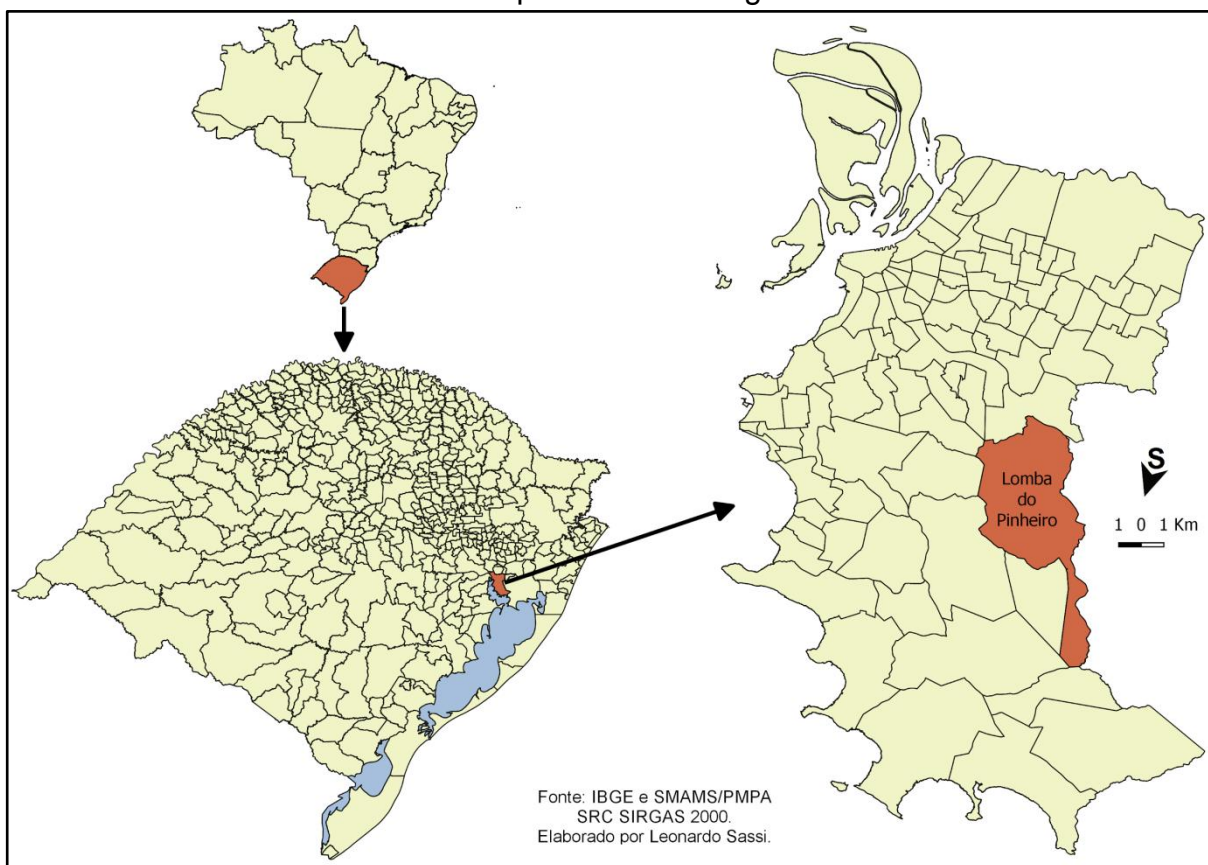 Lomba
do
Pinheiro
S
1 0 1 Km
Fonte: IBGE e SMAMS/PMPA
SRC SIRGAS 2000.
Elaborado por Leonardo Sassi.